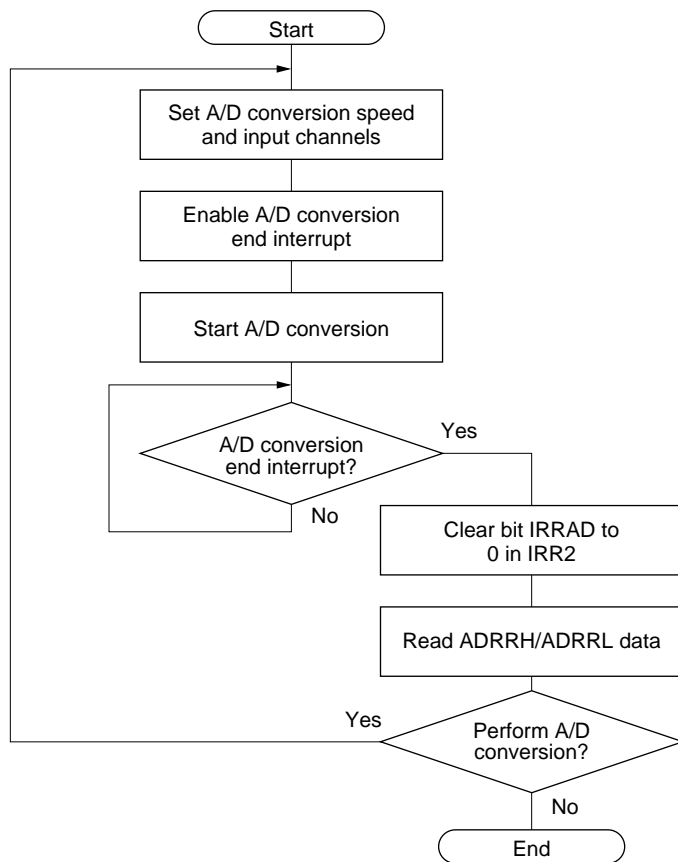 Start
Set A/D conversion speed
and input channels
Enable A/D conversion
end interrupt
Start A/D conversion
A/D conversion
end interrupt?
Yes
No
Clear bit IRRAD to
0 in IRR2
Read ADRRH/ADRRL data
Yes
Perform A/D
conversion?
No
End